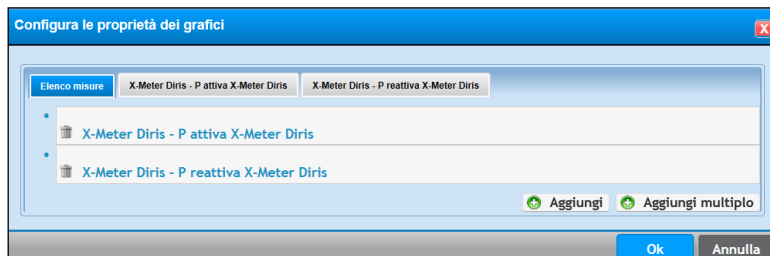 Configura le proprietà dei grafici
X
Elenco misure X-Meter Diris - P attiva X-Meter Diris X-Meter Diris - P reattiva X-Meter Diris
X-Meter Diris - P attiva X-Meter Diris
X-Meter Diris - P reattiva X-Meter Diris
Aggiungi Aggiungi multiplo
Ok Annulla